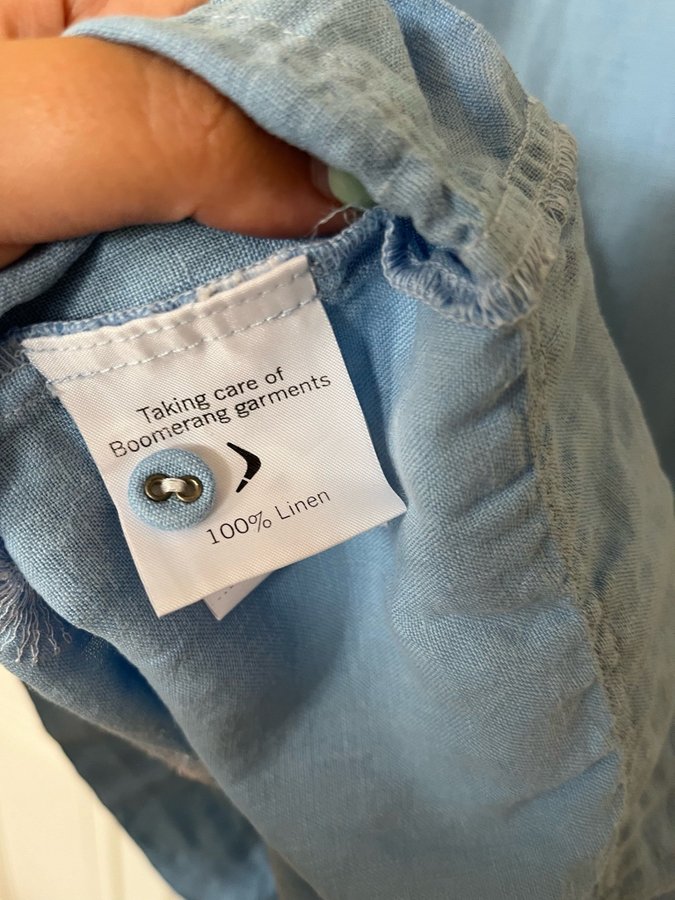 Taking care of
Boomerang garments
100% Linen